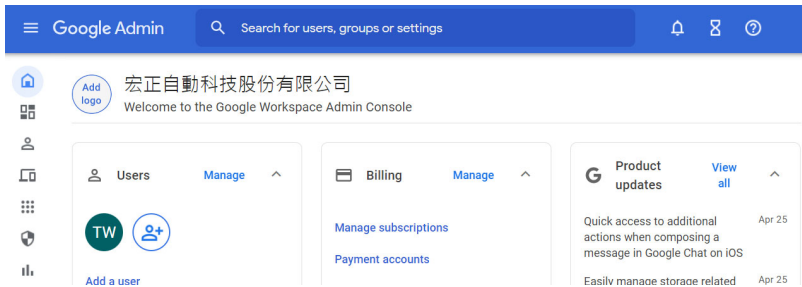 Google Admin
Search for users, groups or settings
Add logo
宏正自動科技股份有限公司
Welcome to the Google Workspace Admin Console
Users
Manage
TW
Add a user
Billing
Manage
Manage subscriptions
Payment accounts
G
Product updates
View all
Quick access to additional
actions when composing a
message in Google Chat on iOS
Apr 25
Easily manage storage related
Apr 25